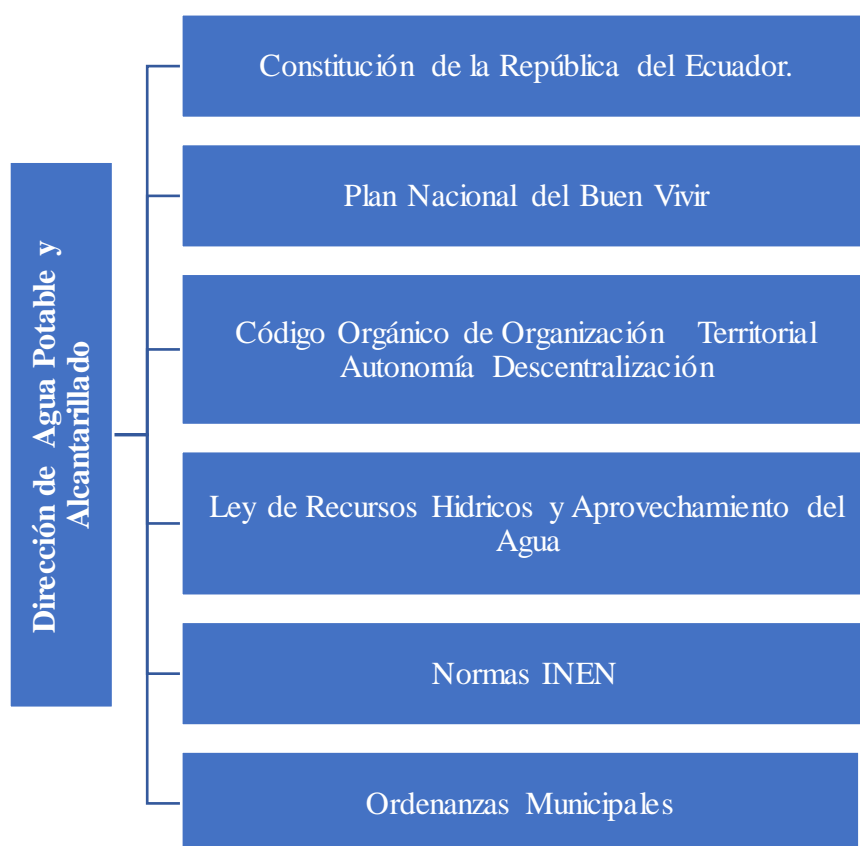 Dirección de Agua Potable y
Alcantarillado
Constitución de la República del Ecuador.
Plan Nacional del Buen Vivir
Código Orgánico de Organización Territorial
Autonomía Descentralización
Ley de Recursos Hidricos y Aprovechamiento del
Agua
Normas INEN
Ordenanzas Municipales